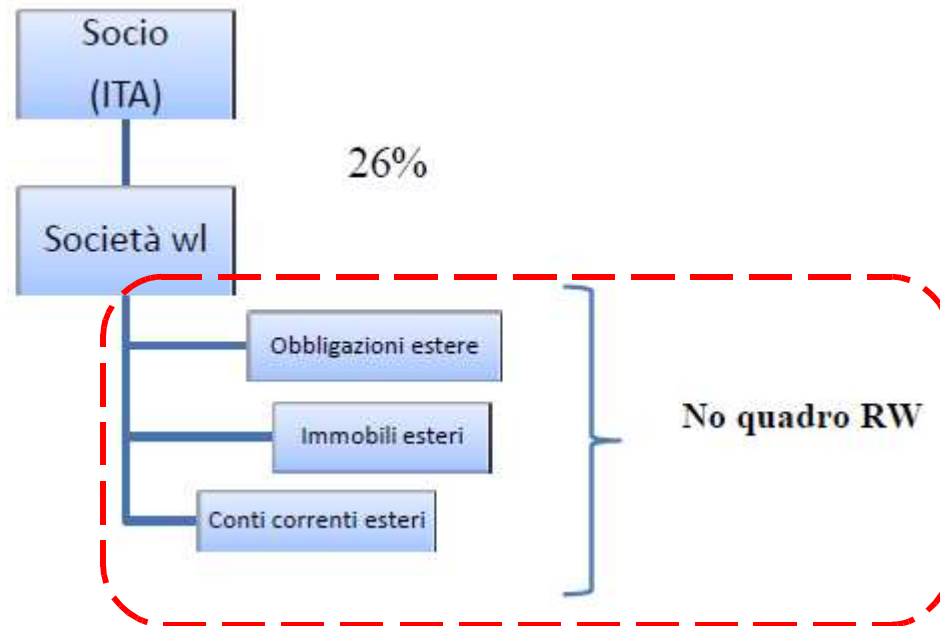 Socio
(ITA)
26%
Società wl
Obbligazioni estere
Immobili esteri
No quadro RW
Conti correnti esteri